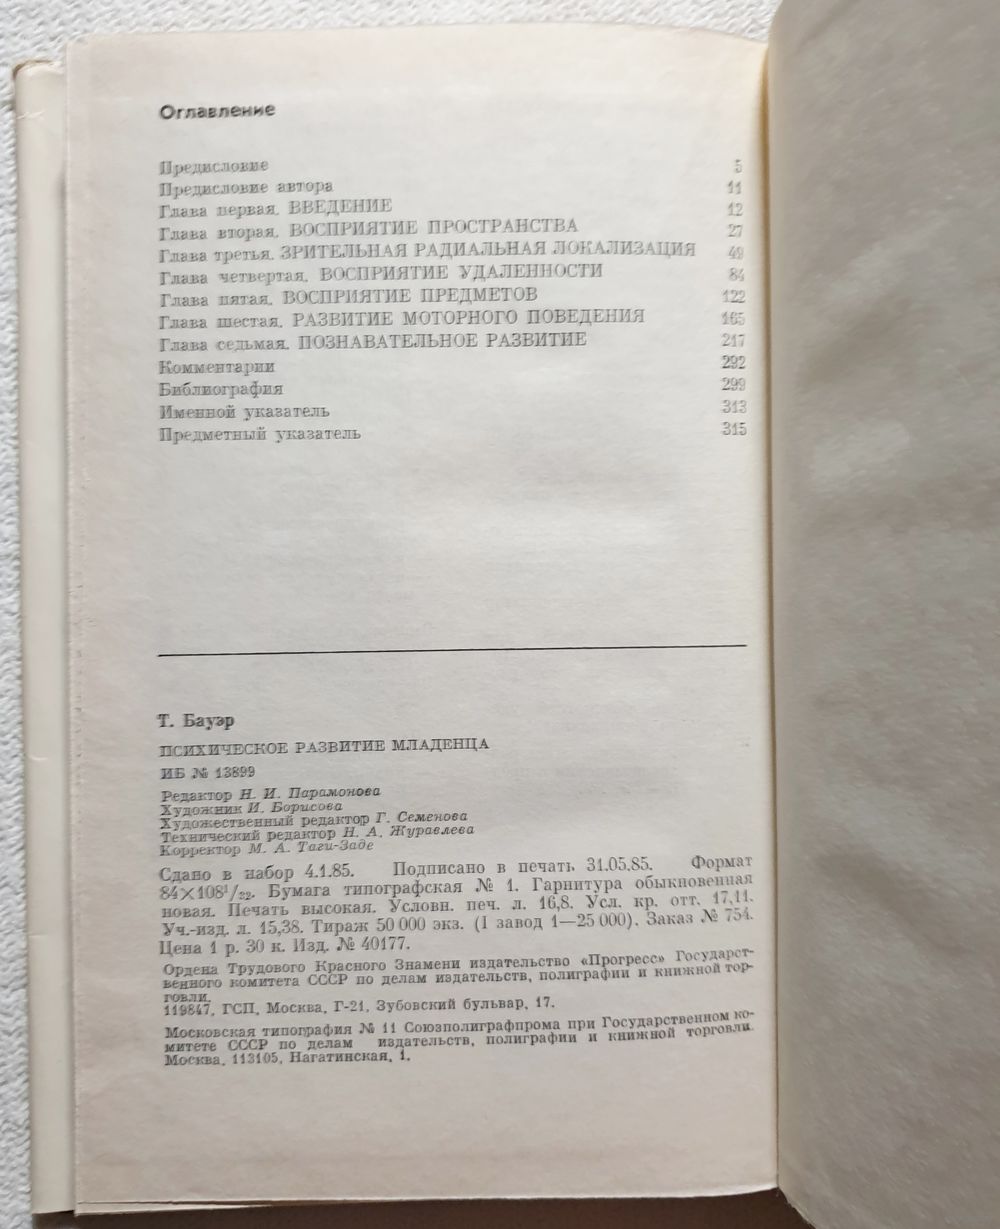 Оглавление
Предисловие 5
Предисловие автора 11
Глава первая. ВВЕДЕНИЕ 12
Глава вторая. ВОСПРИЯТИЕ ПРОСТРАНСТВА 27
Глава третья. ЗРИТЕЛЬНАЯ РАДИАЛЬНАЯ ЛОКАЛИЗАЦИЯ 49
Глава четвертая. ВОСПРИЯТИЕ УДАЛЕННОСТИ 84
Глава пятая. ВОСПРИЯТИЕ ПРЕДМЕТОВ 122
Глава шестая. РАЗВИТИЕ МОТОРНОГО ПОВЕДЕНИЯ 165
Глава седьмая. ПОЗНАВАТЕЛЬНОЕ РАЗВИТИЕ 217
Комментарии 292
Библиография 299
Именной указатель 313
Предметный указатель 315
Т. Бауэр
ПСИХИЧЕСКОЕ РАЗВИТИЕ МЛАДЕНЦА
ИБ № 13899
Редактор Н. И. Парамонова
Художник И. Борисова
Художественный редактор Г. Семенова
Технический редактор Н. А. Журавлева
Корректор М. А. Таги-Заде
Сдано в набор 4.1.85. Подписано в печать 31.05.85. Формат
84×108¹/₃₂. Бумага типографская № 1. Гарнитура обыкновенная
новая. Печать высокая. Условн. печ. л. 16,8. Усл. кр. отт. 17,11.
Уч.-изд. л. 15,38. Тираж 50 000 экз. (I завод 1—25 000). Заказ № 754.
Цена 1 р. 30 к. Изд. № 40177.
Ордена Трудового Красного Знамени издательство «Прогресс» Государст-
венного комитета СССР по делам издательств, полиграфии и книжной тор-
говли.
119847, ГСП, Москва, Г-21, Зубовский бульвар, 17.
Московская типография № 11 Союзполиграфпрома при Государственном ко-
митете СССР по делам издательств, полиграфии и книжной торговли.
Москва, 113105, Нагатинская, 1.